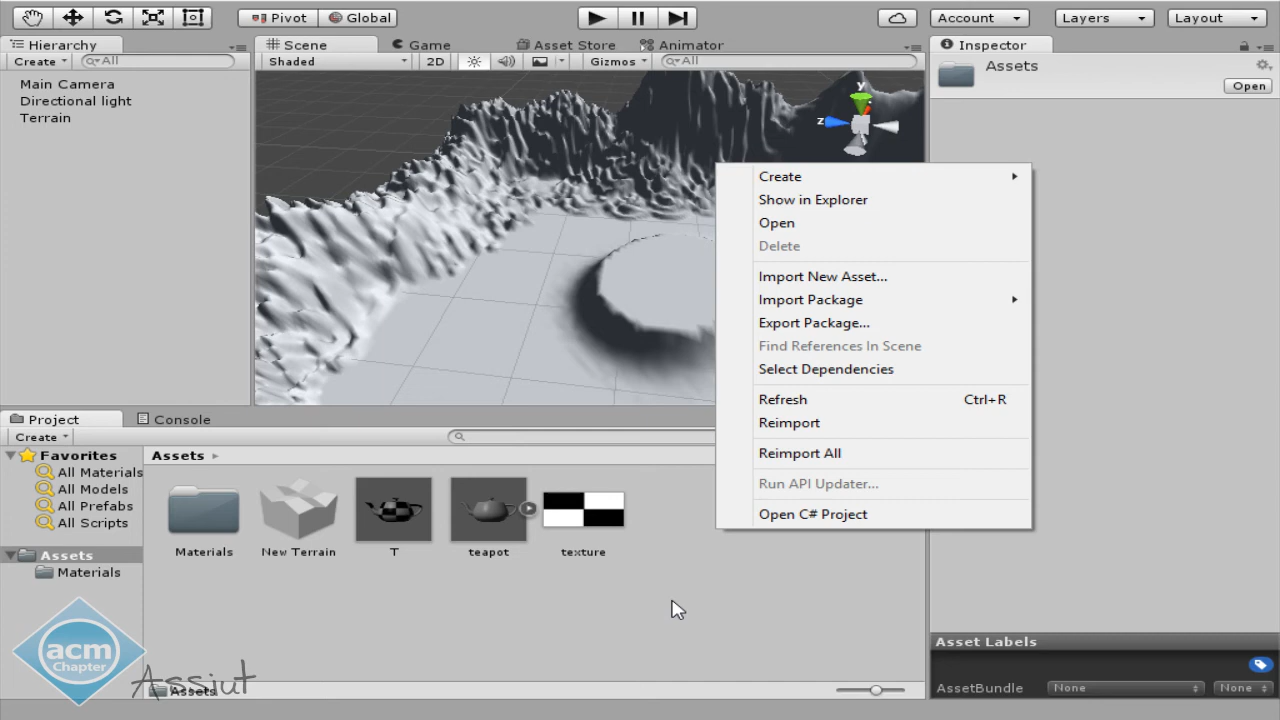 Pivot Global Account Layers Layout
Hierarchy Scene Game Asset Store Animator Inspector
Create All Shaded 2D Gizmos All Assets
Open
Main Camera
Directional light
Terrain
y
z
Create
Show in Explorer
Open
Delete
Import New Asset...
Import Package
Export Package...
Find References In Scene
Select Dependencies
Refresh Ctrl+R
Reimport
Reimport All
Run API Updater...
Open C# Project
Project Console
Create
Favorites Assets
All Materials
All Models
All Prefabs
All Scripts
Assets
Materials
Materials New Terrain T teapot texture
acm
Chapter
Assiut
Assets
Asset Labels
AssetBundle None None